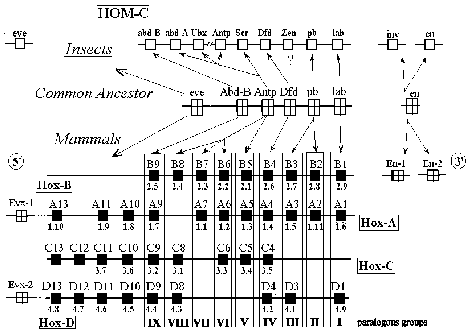 HOM-C
eve abd B abd A Ubx Antp Ser Dfd Zen pb lab inv en
Insects
Common Ancestor eve Abd-B Antp Dfd pb lab en
Mammals
5' B9 B8 B7 B6 B5 B4 B3 B2 B1 En-1 En-2 3'
Hox-B 2.5 2.4 2.3 2.2 2.1 2.6 2.7 2.8 2.9
Evx-1 A13 A11 A10 A9 A7 A6 A5 A4 A3 A2 A1
1.10 1.9 1.8 1.7 1.1 1.2 1.3 1.4 1.5 1.11 1.6 Hox-A
C13 C12 C11 C10 C9 C8 C6 C5 C4
3.7 3.6 3.2 3.1 3.3 3.4 3.5 Hox-C
Evx-2 D13 D12 D11 D10 D9 D8 D4 D3 D1
4.8 4.7 4.6 4.5 4.4 4.3 4.2 4.1 4.9
Hox-D IX VIII VII VI V IV III II I paralogous groups